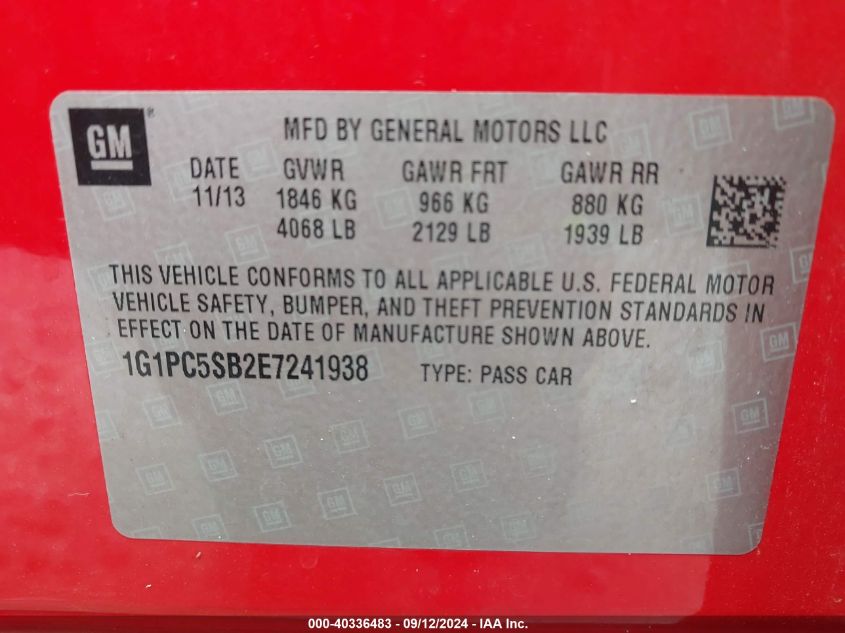 GM®
MFD BY GENERAL MOTORS LLC
DATE GVWR GAWR FRT GAWR RR
11/13 1846 KG 966 KG 880 KG
4068 LB 2129 LB 1939 LB
THIS VEHICLE CONFORMS TO ALL APPLICABLE U.S. FEDERAL MOTOR
VEHICLE SAFETY, BUMPER, AND THEFT PREVENTION STANDARDS IN
EFFECT ON THE DATE OF MANUFACTURE SHOWN ABOVE.
1G1PC5SB2E7241938 TYPE: PASS CAR
000-40336483 - 09/12/2024 - IAA Inc.